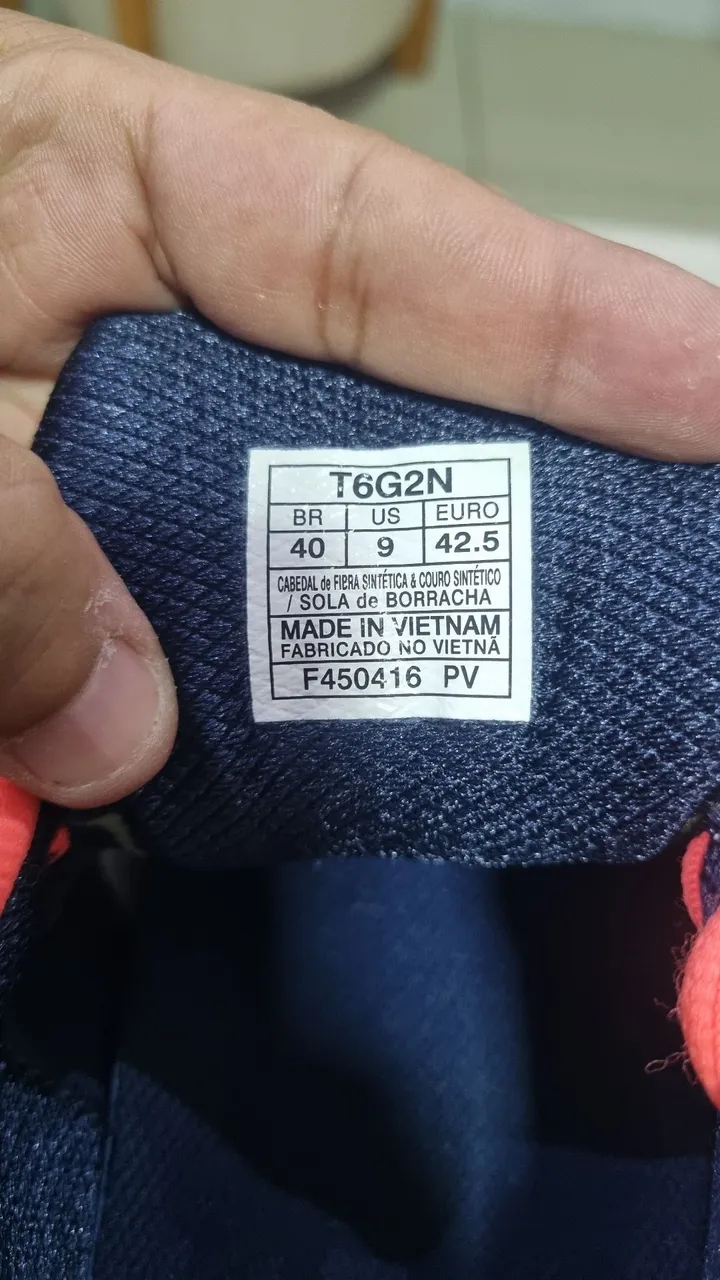 T6G2N
BR US EURO
40 9 42.5
CABEDAL de FIBRA SINTÉTICA & COURO SINTÉTICO
/ SOLA de BORRACHA
MADE IN VIETNAM
FABRICADO NO VIETNÃ
F450416 PV